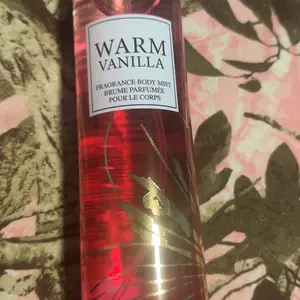 WARM
VANILLA
FRAGRANCE BODY MIST
BRUME PARFUMÉE
POUR LE CORPS